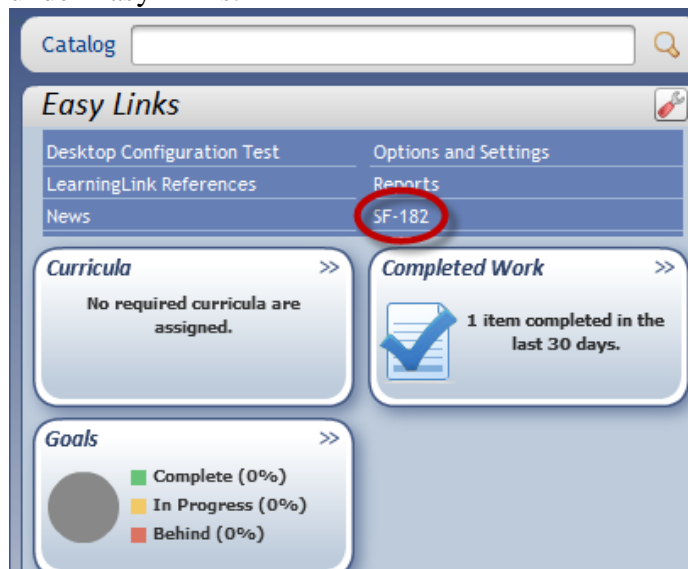 Catalog
Easy Links
Desktop Configuration Test
Options and Settings
LearningLink References
Reports
News
SF-182
Curricula >>
No required curricula are
assigned.
Completed Work >>
1 item completed in the
last 30 days.
Goals >>
Complete (0%)
In Progress (0%)
Behind (0%)